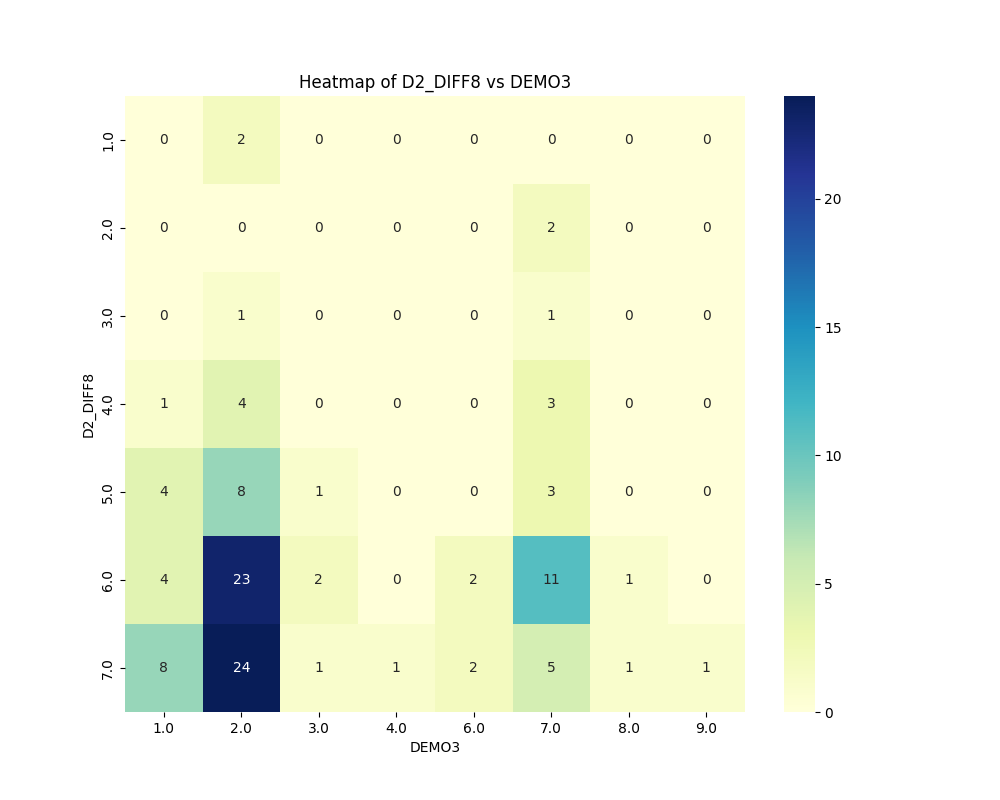 Heatmap of D2_DIFF8 vs DEMO3
1.0 0 2 0 0 0 0 0 0
2.0 0 0 0 0 0 2 0 0
3.0 0 1 0 0 0 1 0 0
4.0 1 4 0 0 0 3 0 0
5.0 4 8 1 0 0 3 0 0
6.0 4 23 2 0 2 11 1 0
7.0 8 24 1 1 2 5 1 1
D2_DIFF8
1.0 2.0 3.0 4.0 6.0 7.0 8.0 9.0
DEMO3
20
15
10
5
0